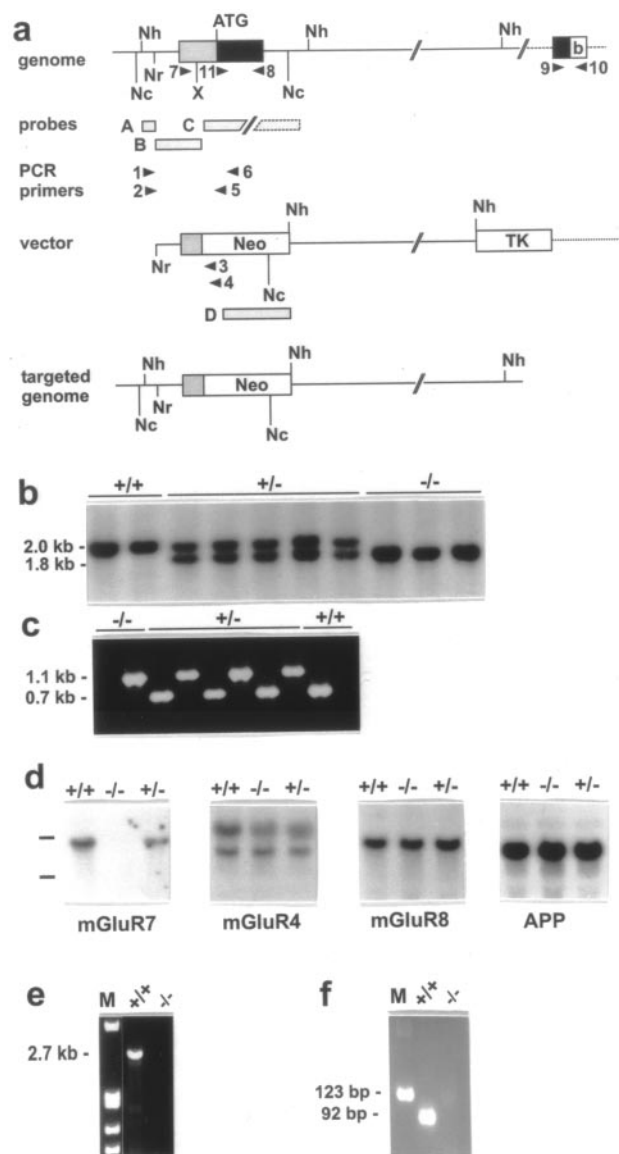 a
ATG
Nh Nh
genome b
7 11 8 9 10
Nr
Nc X Nc
probes A C
B
PCR 1 6
primers 2 5
Nh Nh
vector Neo TK
Nr 3
4
Nc
D
Nh Nh Nh
targeted
genome Neo
Nr
Nc Nc
b
+/+ +/- -/-
2.0 kb -
1.8 kb -
c
-/- +/- +/+
1.1 kb -
0.7 kb -
d
+/+ -/- +/- +/+ -/- +/- +/+ -/- +/- +/+ -/- +/-
mGluR7 mGluR4 mGluR8 APP
e f
M +/+ -/- M +/+ -/-
2.7 kb -
123 bp -
92 bp -